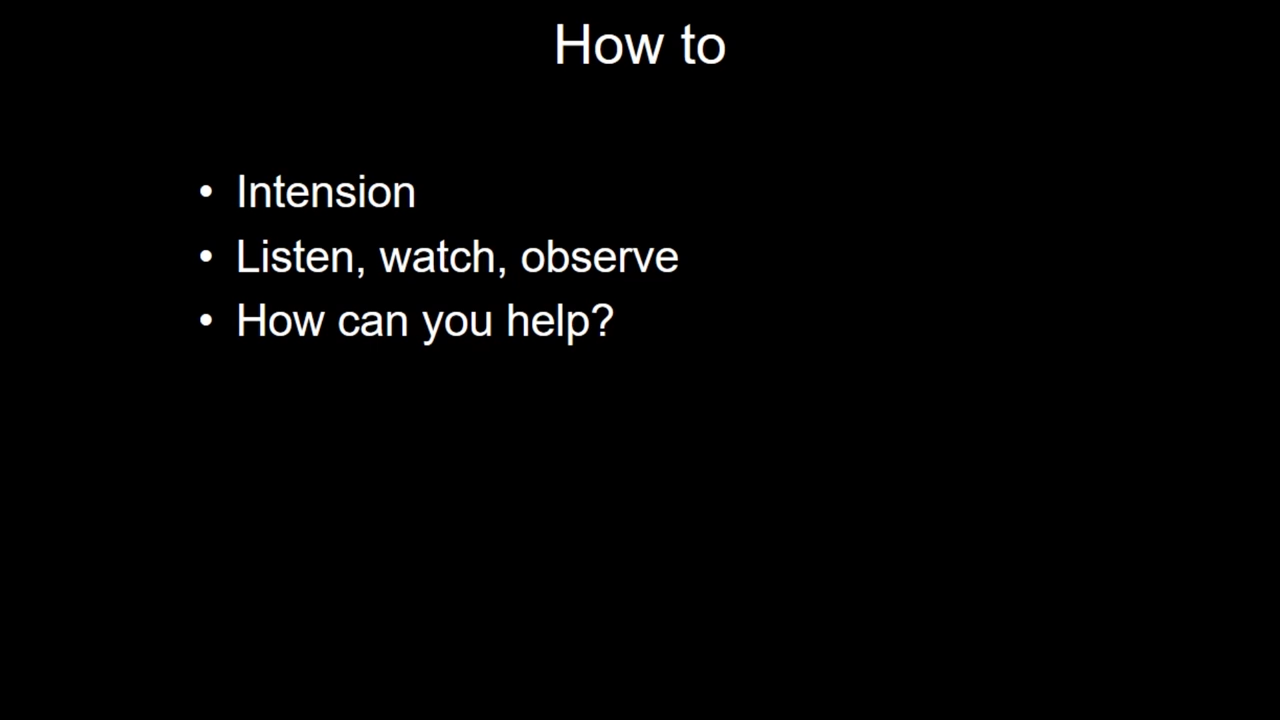 How to
• Intension
• Listen, watch, observe
• How can you help?